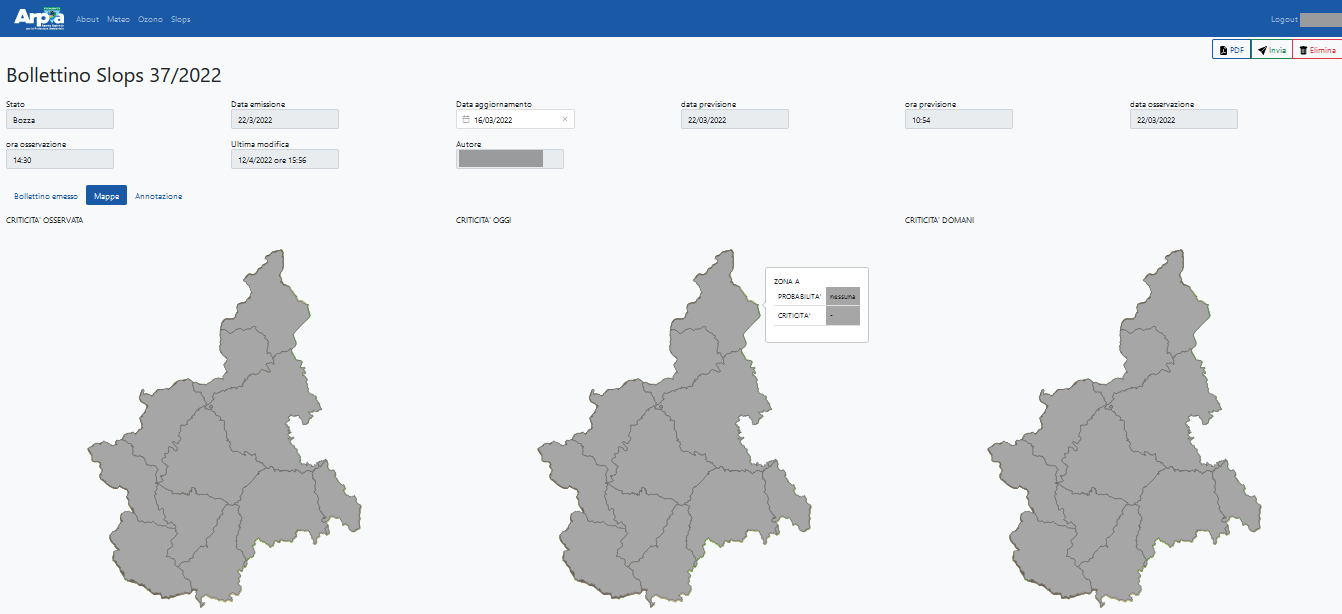 Arpa About Meteo Ozono Slops Logout
PDF Invia Elimina
Bollettino Slops 37/2022
Stato Data emissione Data aggiornamento data previsione ora previsione data osservazione
Bozza 22/3/2022 16/03/2022 × 22/03/2022 10:54 22/03/2022
ora osservazione Ultima modifica Autore
14:30 12/4/2022 ore 15:56
Bollettino emesso Mappe Annotazione
CRITICITA' OSSERVATA CRITICITA' OGGI CRITICITA' DOMANI
ZONA A
PROBABILITA' nessuna
CRITICITA' -